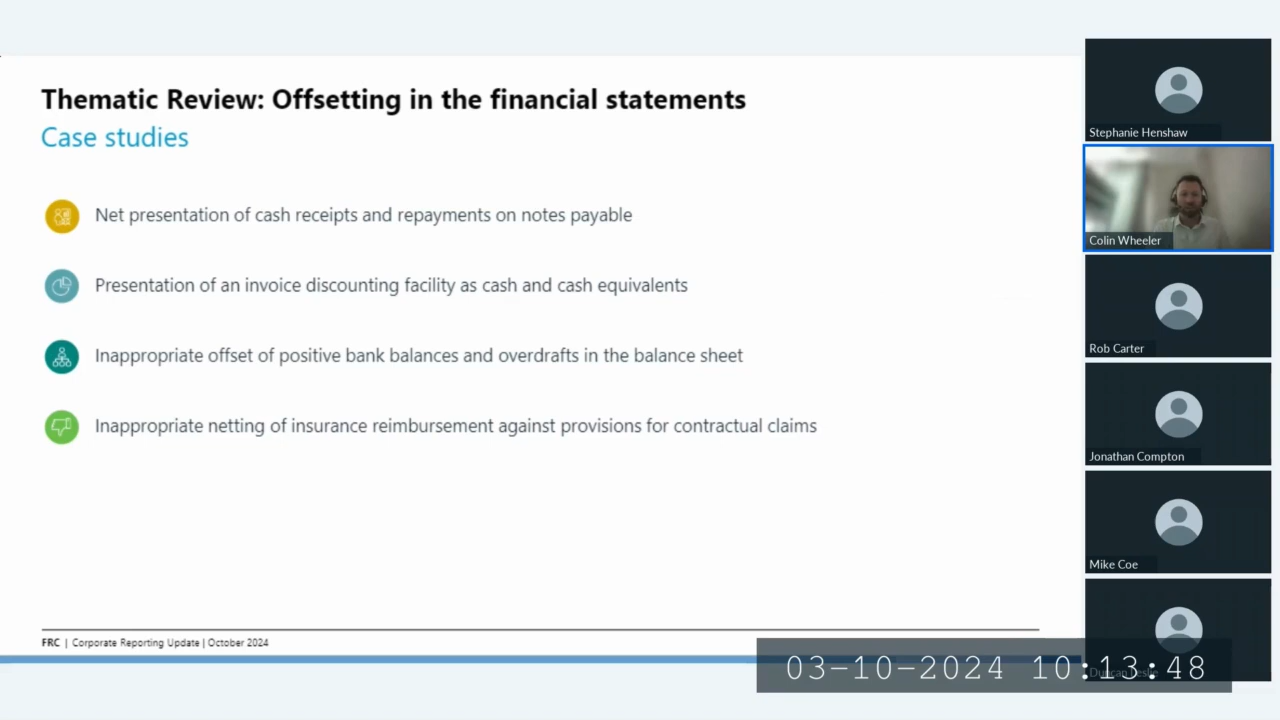 Thematic Review: Offsetting in the financial statements
Case studies
Net presentation of cash receipts and repayments on notes payable
Presentation of an invoice discounting facility as cash and cash equivalents
Inappropriate offset of positive bank balances and overdrafts in the balance sheet
Inappropriate netting of insurance reimbursement against provisions for contractual claims
FRC | Corporate Reporting Update | October 2024
Stephanie Henshaw
Colin Wheeler
Rob Carter
Jonathan Compton
Mike Coe
Duncan Leslie
03-10-2024 10:13:48